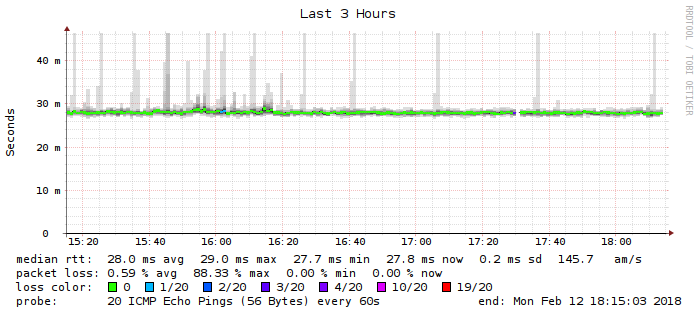 Last 3 Hours
RRDTOOL / TOBI OETIKER
Seconds
40 m
30 m
20 m
10 m
0
15:20 15:40 16:00 16:20 16:40 17:00 17:20 17:40 18:00
median rtt: 28.0 ms avg 29.0 ms max 27.7 ms min 27.8 ms now 0.2 ms sd 145.7 am/s
packet loss: 0.59 % avg 88.33 % max 0.00 % min 0.00 % now
loss color: 0 1/20 2/20 3/20 4/20 10/20 19/20
probe: 20 ICMP Echo Pings (56 Bytes) every 60s end: Mon Feb 12 18:15:03 2018